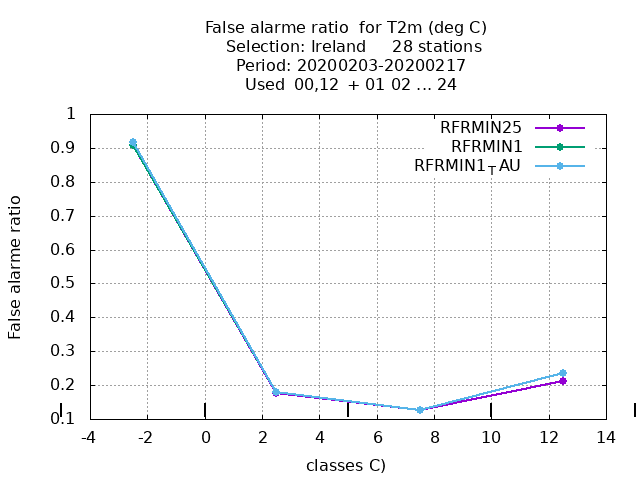 False alarme ratio  for T2m (deg C)
Selection: Ireland     28 stations
Period: 20200203-20200217
Used  00,12  + 01 02 ... 24
RFRMIN25
RFRMIN1
RFRMIN1TAU
1
0.9
0.8
0.7
0.6
0.5
0.4
0.3
0.2
0.1
False alarme ratio
-4 -2 0 2 4 6 8 10 12 14
classes C)